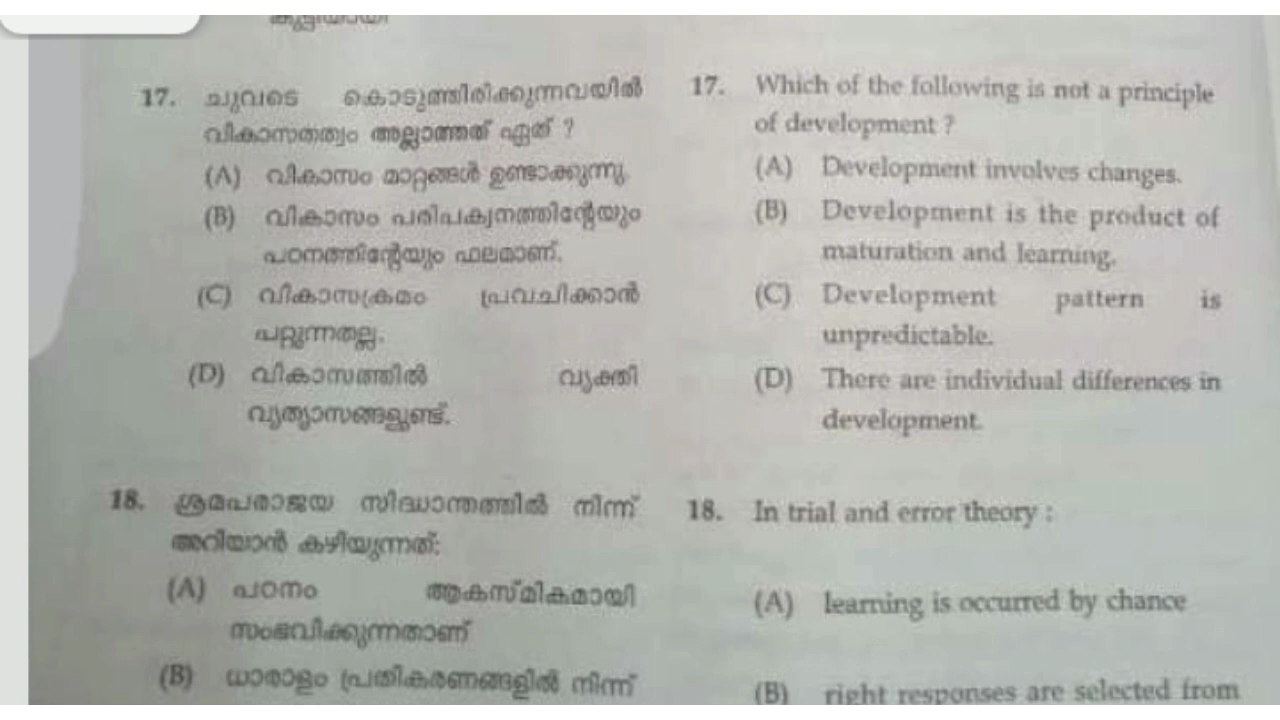 17. ചുവടെ കൊടുത്തിരിക്കുന്നവയിൽ
വികാസതത്വം അല്ലാത്തത് ഏത് ?
(A) വികാസം മാറ്റങ്ങൾ ഉണ്ടാക്കുന്നു.
(B) വികാസം പരിപക്വനത്തിന്റേയും
പഠനത്തിന്റേയും ഫലമാണ്.
(C) വികാസക്രമം പ്രവചിക്കാൻ
പറ്റുന്നതല്ല.
(D) വികാസത്തിൽ വ്യക്തി
വ്യത്യാസങ്ങളുണ്ട്.
18. ശ്രമപരാജയ സിദ്ധാന്തത്തിൽ നിന്ന്
അറിയാൻ കഴിയുന്നത്:
(A) പഠനം ആകസ്മികമായി
സംഭവിക്കുന്നതാണ്
(B) ധാരാളം പ്രതികരണങ്ങളിൽ നിന്ന്
17. Which of the following is not a principle
of development ?
(A) Development involves changes.
(B) Development is the product of
maturation and learning.
(C) Development pattern is
unpredictable.
(D) There are individual differences in
development.
18. In trial and error theory :
(A) learning is occurred by chance
(B) right responses are selected from